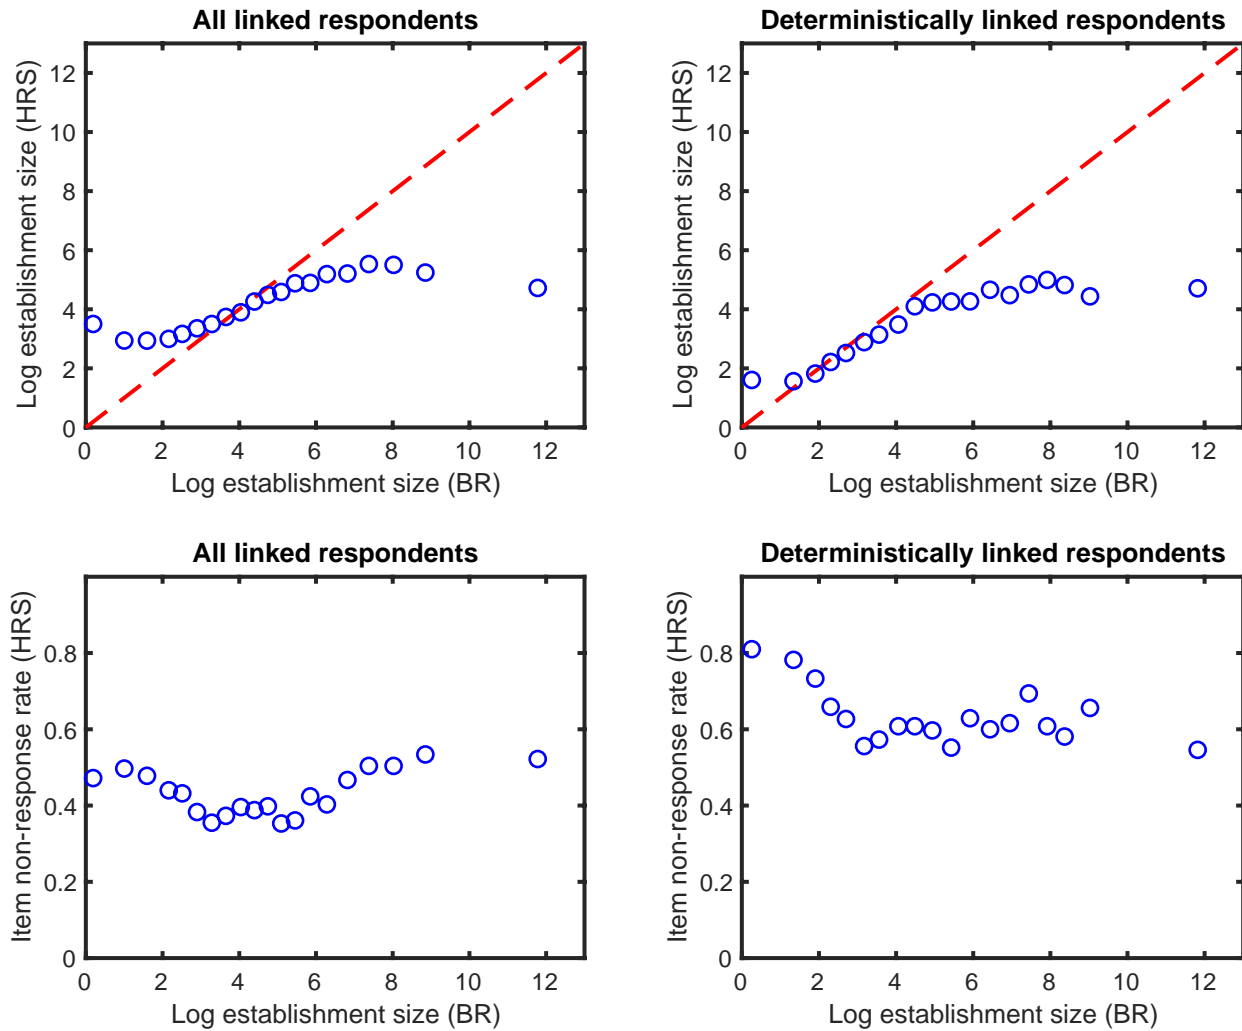 All linked respondents
Log establishment size (HRS)
12
10
8
6
4
2
0
0 2 4 6 8 10 12
Log establishment size (BR)
Deterministically linked respondents
Log establishment size (HRS)
12
10
8
6
4
2
0
0 2 4 6 8 10 12
Log establishment size (BR)
All linked respondents
Item non-response rate (HRS)
0.8
0.6
0.4
0.2
0
0 2 4 6 8 10 12
Log establishment size (BR)
Deterministically linked respondents
Item non-response rate (HRS)
0.8
0.6
0.4
0.2
0
0 2 4 6 8 10 12
Log establishment size (BR)